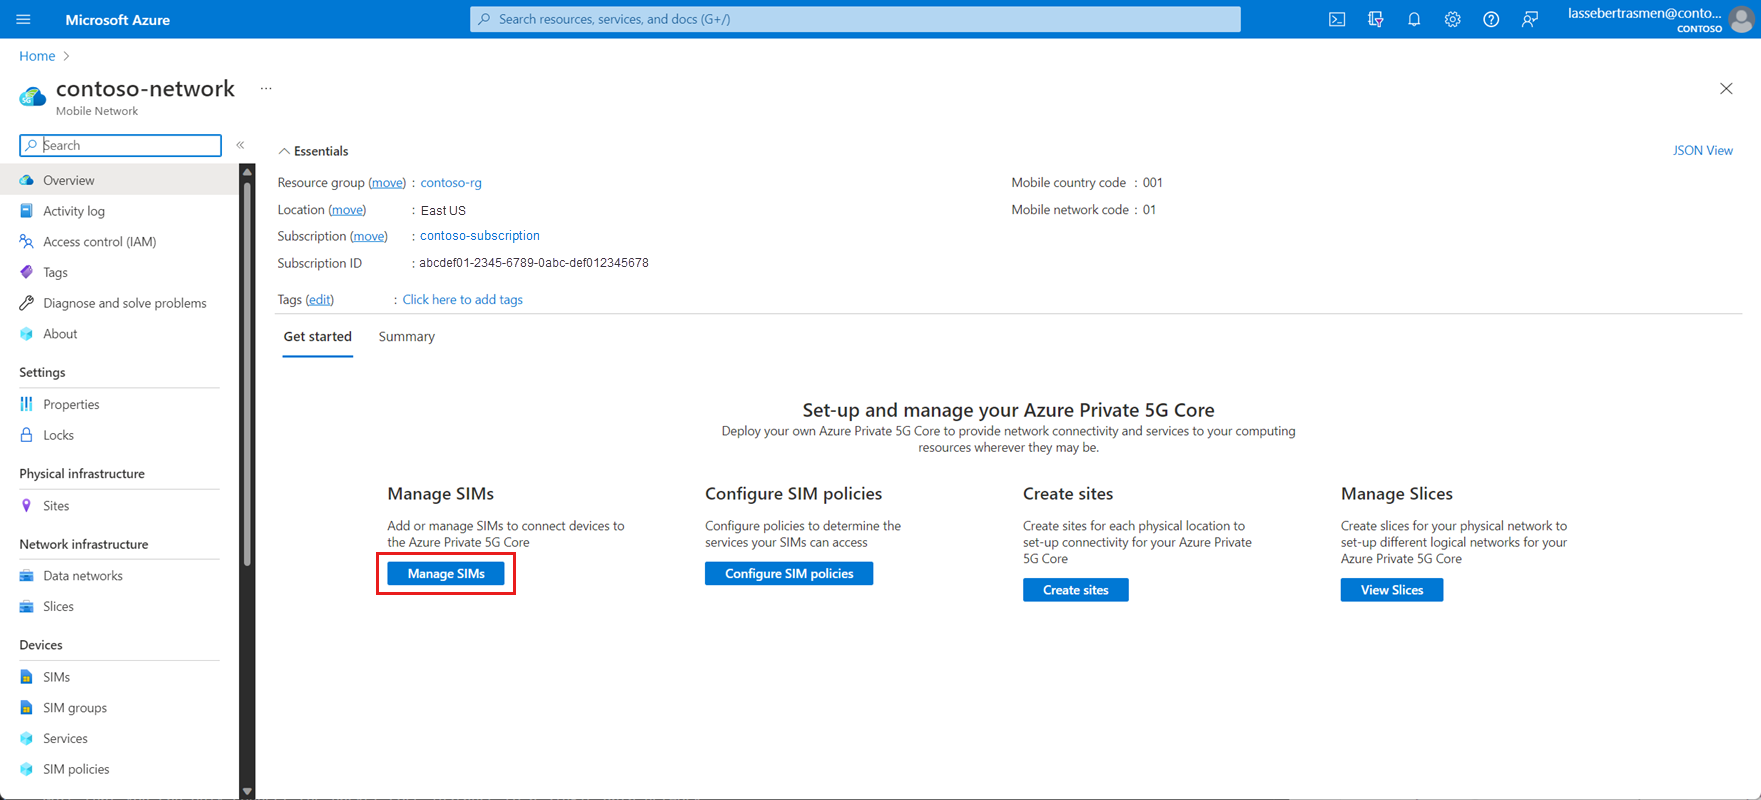 Microsoft Azure
Search resources, services, and docs (G+/)
lassebertrasmen@conto...
CONTOSO
Home >
5G
contoso-network ...
Mobile Network
Search
«
Overview
Activity log
Access control (IAM)
Tags
Diagnose and solve problems
About
Settings
Properties
Locks
Physical infrastructure
Sites
Network infrastructure
Data networks
Slices
Devices
SIMs
SIM groups
Services
SIM policies
Essentials
JSON View
Resource group (move) : contoso-rg
Location (move) : East US
Subscription (move) : contoso-subscription
Subscription ID : abcdef01-2345-6789-0abc-def012345678
Mobile country code : 001
Mobile network code : 01
Tags (edit) : Click here to add tags
Get started Summary
Set-up and manage your Azure Private 5G Core
Deploy your own Azure Private 5G Core to provide network connectivity and services to your computing
resources wherever they may be.
Manage SIMs
Add or manage SIMs to connect devices to
the Azure Private 5G Core
Manage SIMs
Configure SIM policies
Configure policies to determine the
services your SIMs can access
Configure SIM policies
Create sites
Create sites for each physical location to
set-up connectivity for your Azure Private
5G Core
Create sites
Manage Slices
Create slices for your physical network to
set-up different logical networks for your
Azure Private 5G Core
View Slices